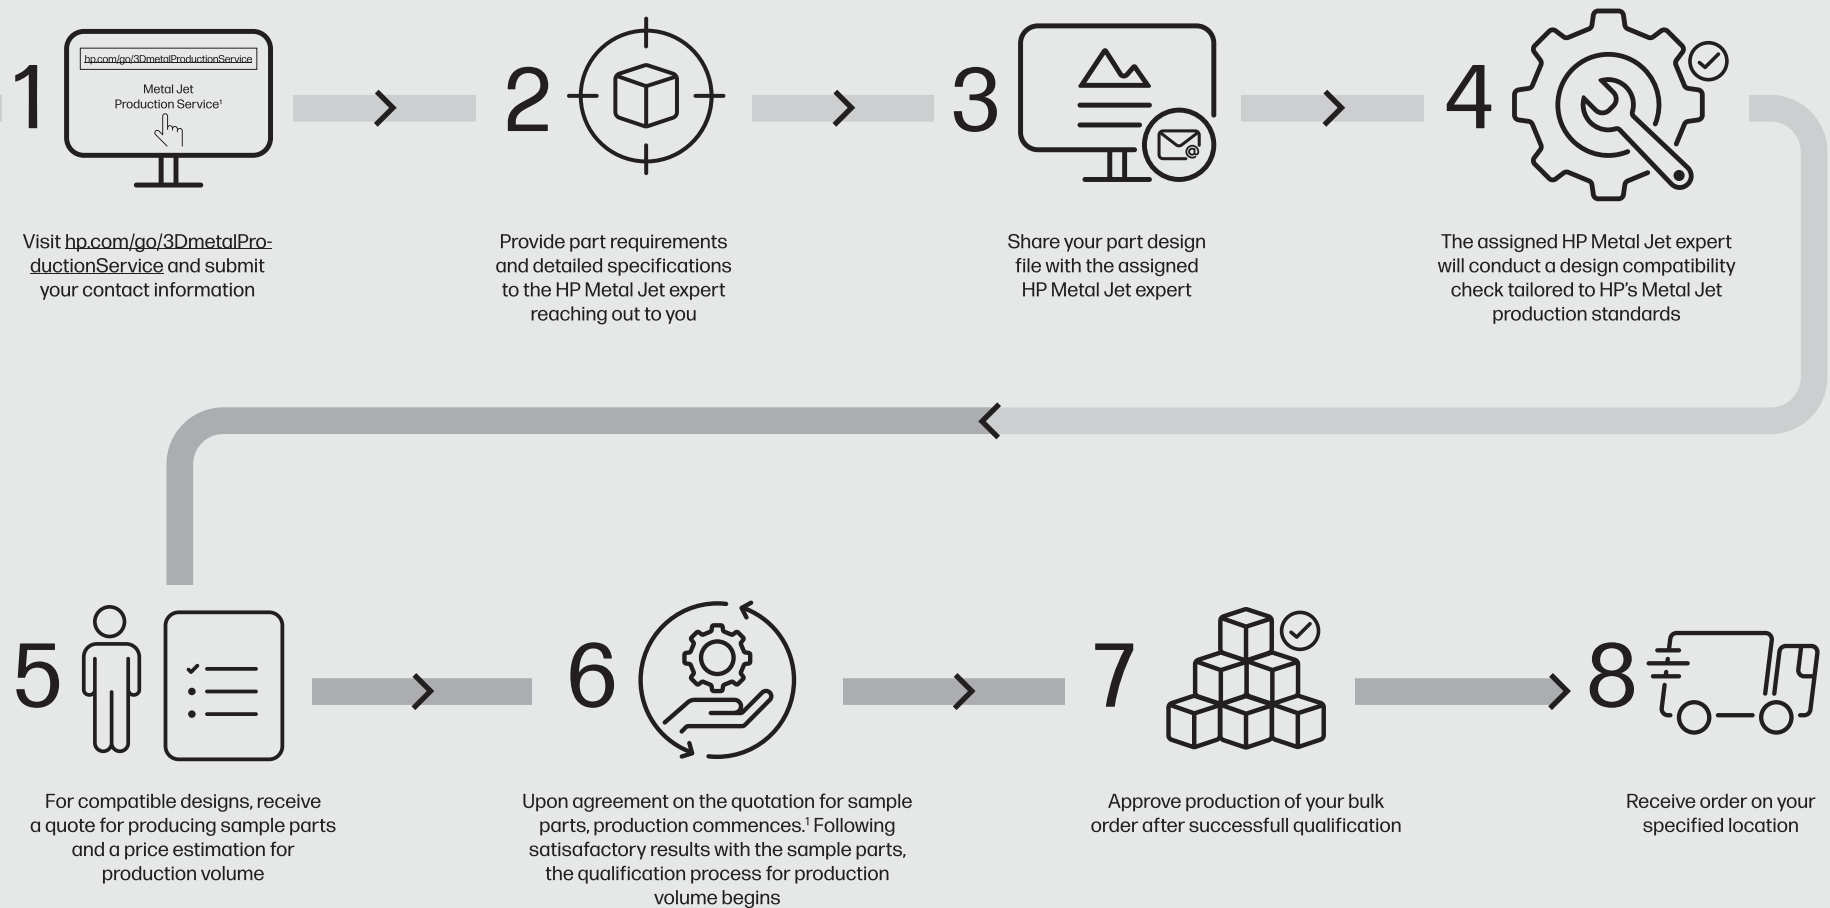 1
hp.com/go/3DmetalProductionService
Metal Jet
Production Service¹
Visit hp.com/go/3DmetalPro-
ductionService and submit
your contact information
2
Provide part requirements
and detailed specifications
to the HP Metal Jet expert
reaching out to you
3
@
Share your part design
file with the assigned
HP Metal Jet expert
4
The assigned HP Metal Jet expert
will conduct a design compatibility
check tailored to HP’s Metal Jet
production standards
5
For compatible designs, receive
a quote for producing sample parts
and a price estimation for
production volume
6
Upon agreement on the quotation for sample
parts, production commences.¹ Following
satisafactory results with the sample parts,
the qualification process for production
volume begins
7
Approve production of your bulk
order after successfull qualification
8
Receive order on your
specified location